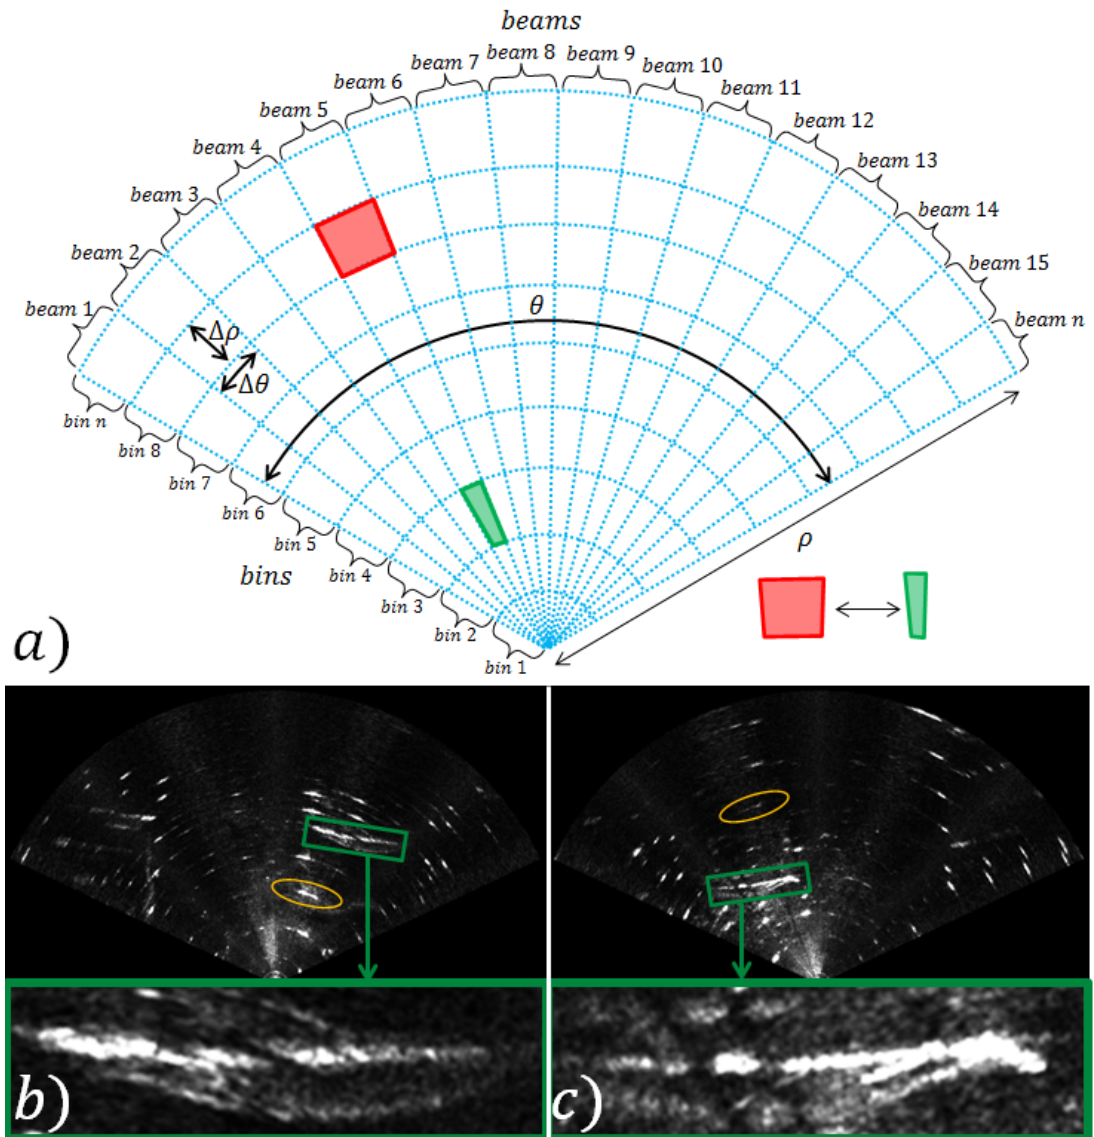 beams
beam 1
beam 2
beam 3
beam 4
beam 5
beam 6
beam 7
beam 8
beam 9
beam 10
beam 11
beam 12
beam 13
beam 14
beam 15
beam n
θ
Δρ
Δθ
bin n
bin 8
bin 7
bin 6
bin 5
bin 4
bin 3
bin 2
bin 1
bins
ρ
a)
b)
c)